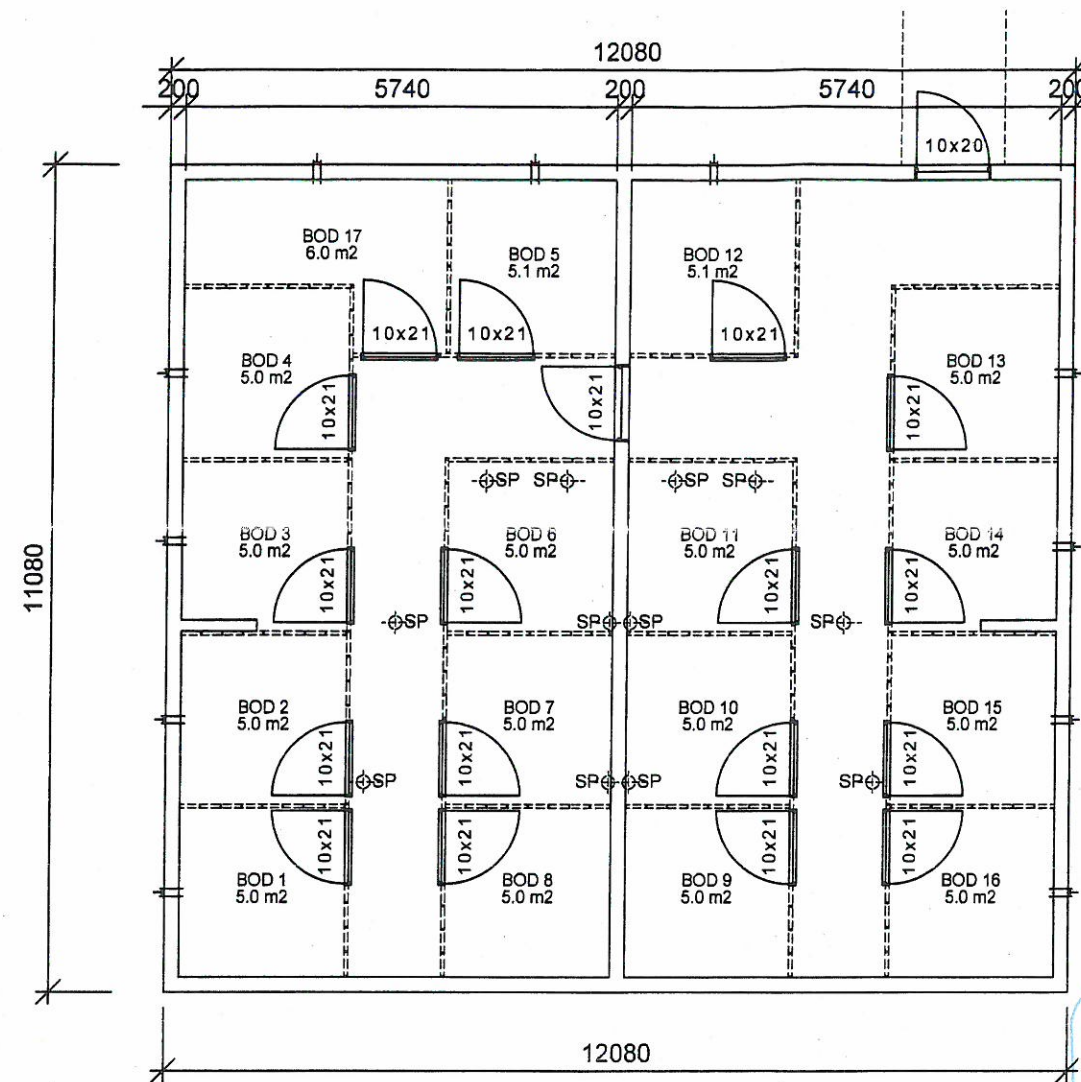 12080
200 5740 200 5740 200
10x20
BOD 17
6.0 m2
BOD 5
5.1 m2
BOD 12
5.1 m2
10x21 10x21 10x21
BOD 4
5.0 m2
BOD 13
5.0 m2
10x21 10x21 10x21
SP SP SP SP
BOD 3
5.0 m2
BOD 6
5.0 m2
BOD 11
5.0 m2
BOD 14
5.0 m2
11080
10x21 10x21 10x21 10x21
SP SP SP SP
BOD 2
5.0 m2
BOD 7
5.0 m2
BOD 10
5.0 m2
BOD 15
5.0 m2
10x21 10x21 10x21 10x21
SP SP SP SP
10x21 10x21 10x21 10x21
BOD 1
5.0 m2
BOD 8
5.0 m2
BOD 9
5.0 m2
BOD 16
5.0 m2
12080